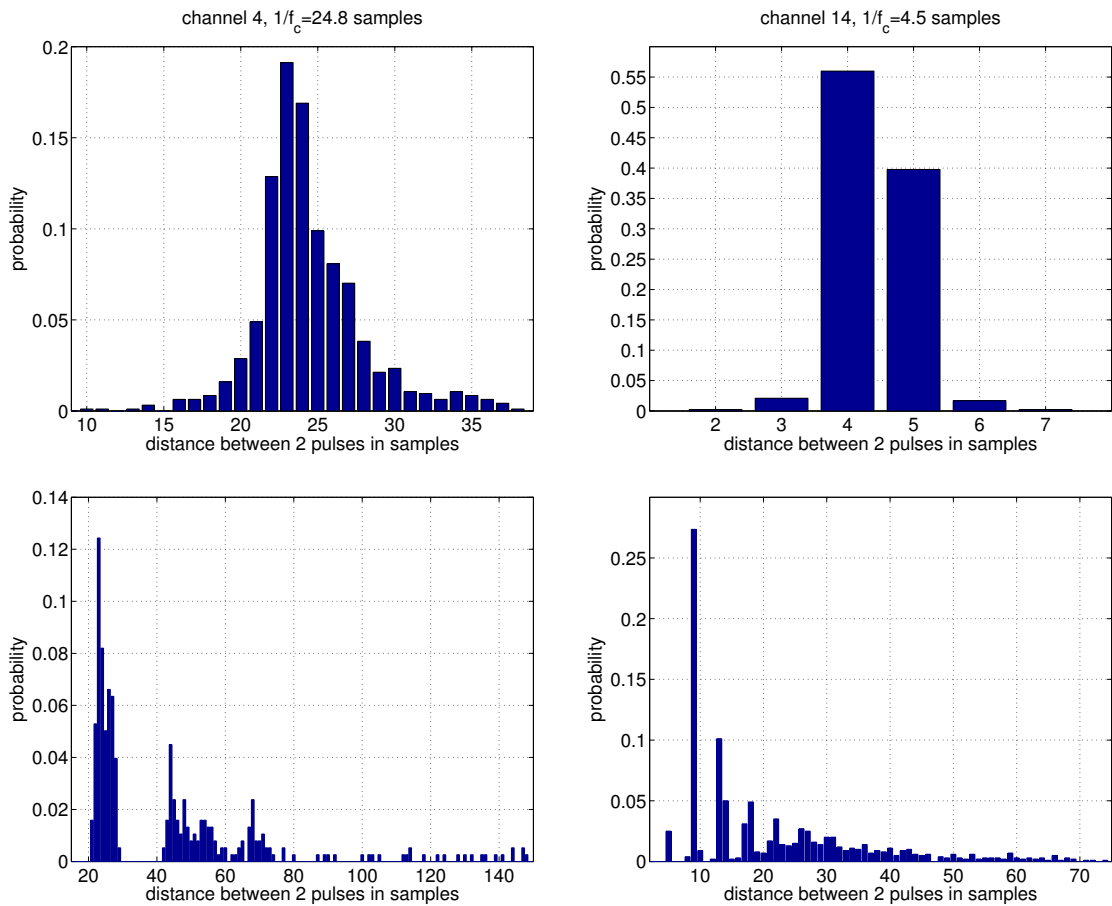 channel 4, 1/f_c=24.8 samples
0.2
0.15
0.1
0.05
0
probability
10 15 20 25 30 35
distance between 2 pulses in samples
channel 14, 1/f_c=4.5 samples
0.55
0.5
0.45
0.4
0.35
0.3
0.25
0.2
0.15
0.1
0.05
0
probability
2 3 4 5 6 7
distance between 2 pulses in samples
0.14
0.12
0.1
0.08
0.06
0.04
0.02
0
probability
20 40 60 80 100 120 140
distance between 2 pulses in samples
0.25
0.2
0.15
0.1
0.05
0
probability
10 20 30 40 50 60 70
distance between 2 pulses in samples